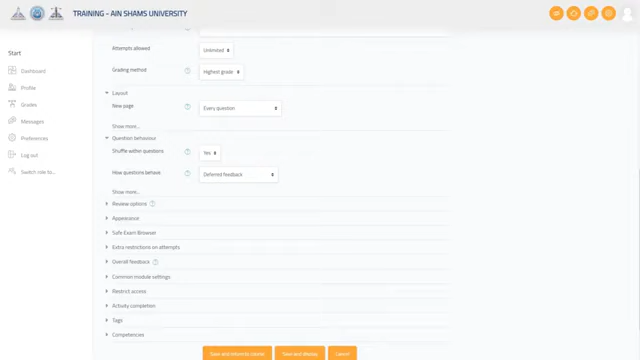 TRAINING - AIN SHAMS UNIVERSITY
Start
Dashboard
Profile
Grades
Messages
Preferences
Log out
Switch role to...
Attempts allowed
Unlimited
Grading method
Highest grade
Layout
New page
Every question
Show more...
Question behaviour
Shuffle within questions
Yes
How questions behave
Deferred feedback
Show more...
Review options
Appearance
Safe Exam Browser
Extra restrictions on attempts
Overall feedback
Common module settings
Restrict access
Activity completion
Tags
Competencies
Save and return to course
Save and display
Cancel